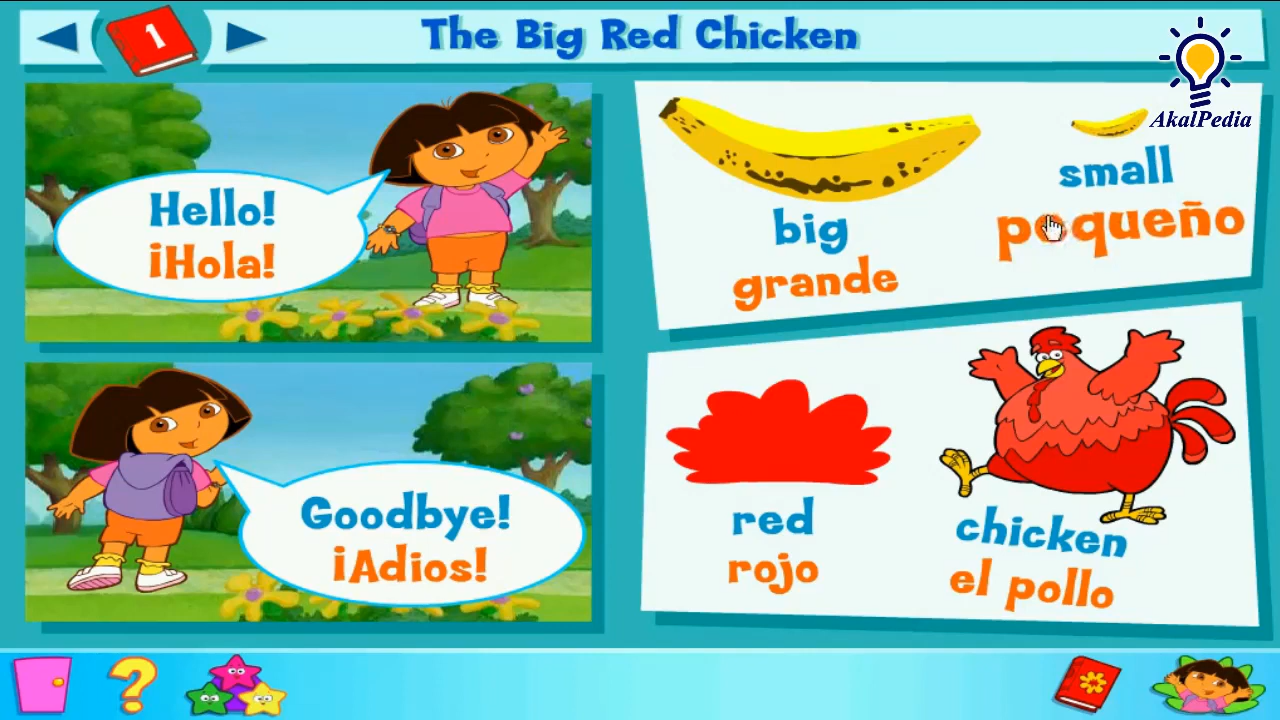 1
The Big Red Chicken
AkalPedia
Hello!
¡Hola!
big
grande
small
pequeño
Goodbye!
¡Adios!
red
rojo
chicken
el pollo
?